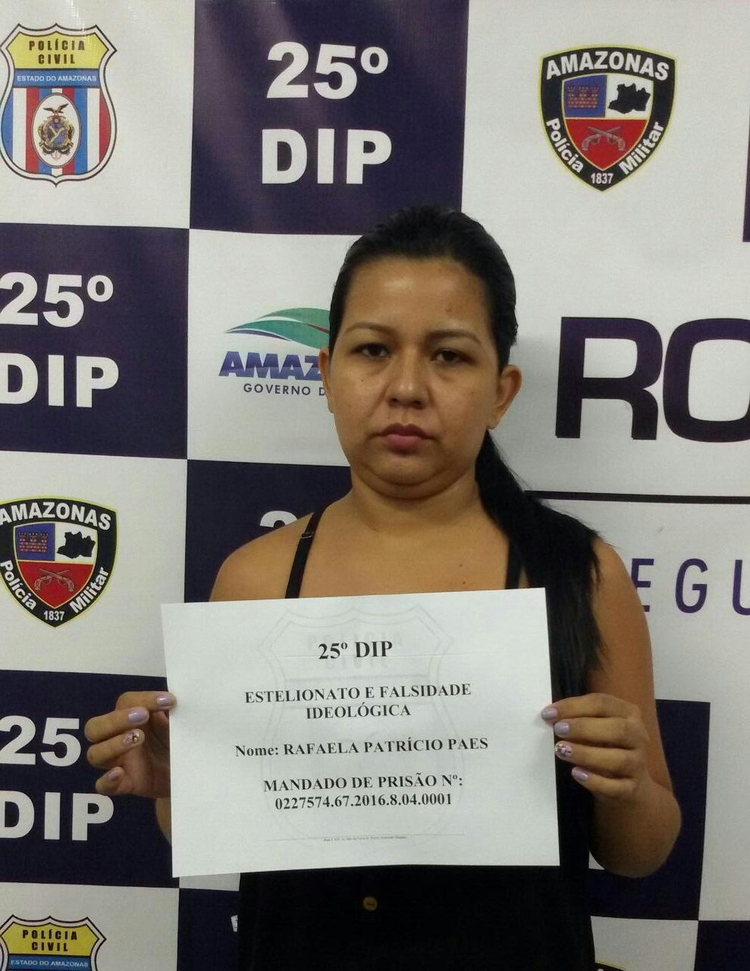 POLÍCIA
CIVIL
ESTADO DO AMAZONAS
25º
DIP
AMAZONAS
Polícia Militar
1837
25º
DIP
AMAZ
GOVERNO D
RO
AMAZONAS
Polícia Militar
1837
EGU
25º DIP
ESTELIONATO E FALSIDADE
IDEOLÓGICA
Nome: RAFAELA PATRÍCIO PAES
MANDADO DE PRISÃO Nº:
0227574.67.2016.8.04.0001
25
DIP
POLÍCIA
CIVIL
ESTADO DO AMAZONAS